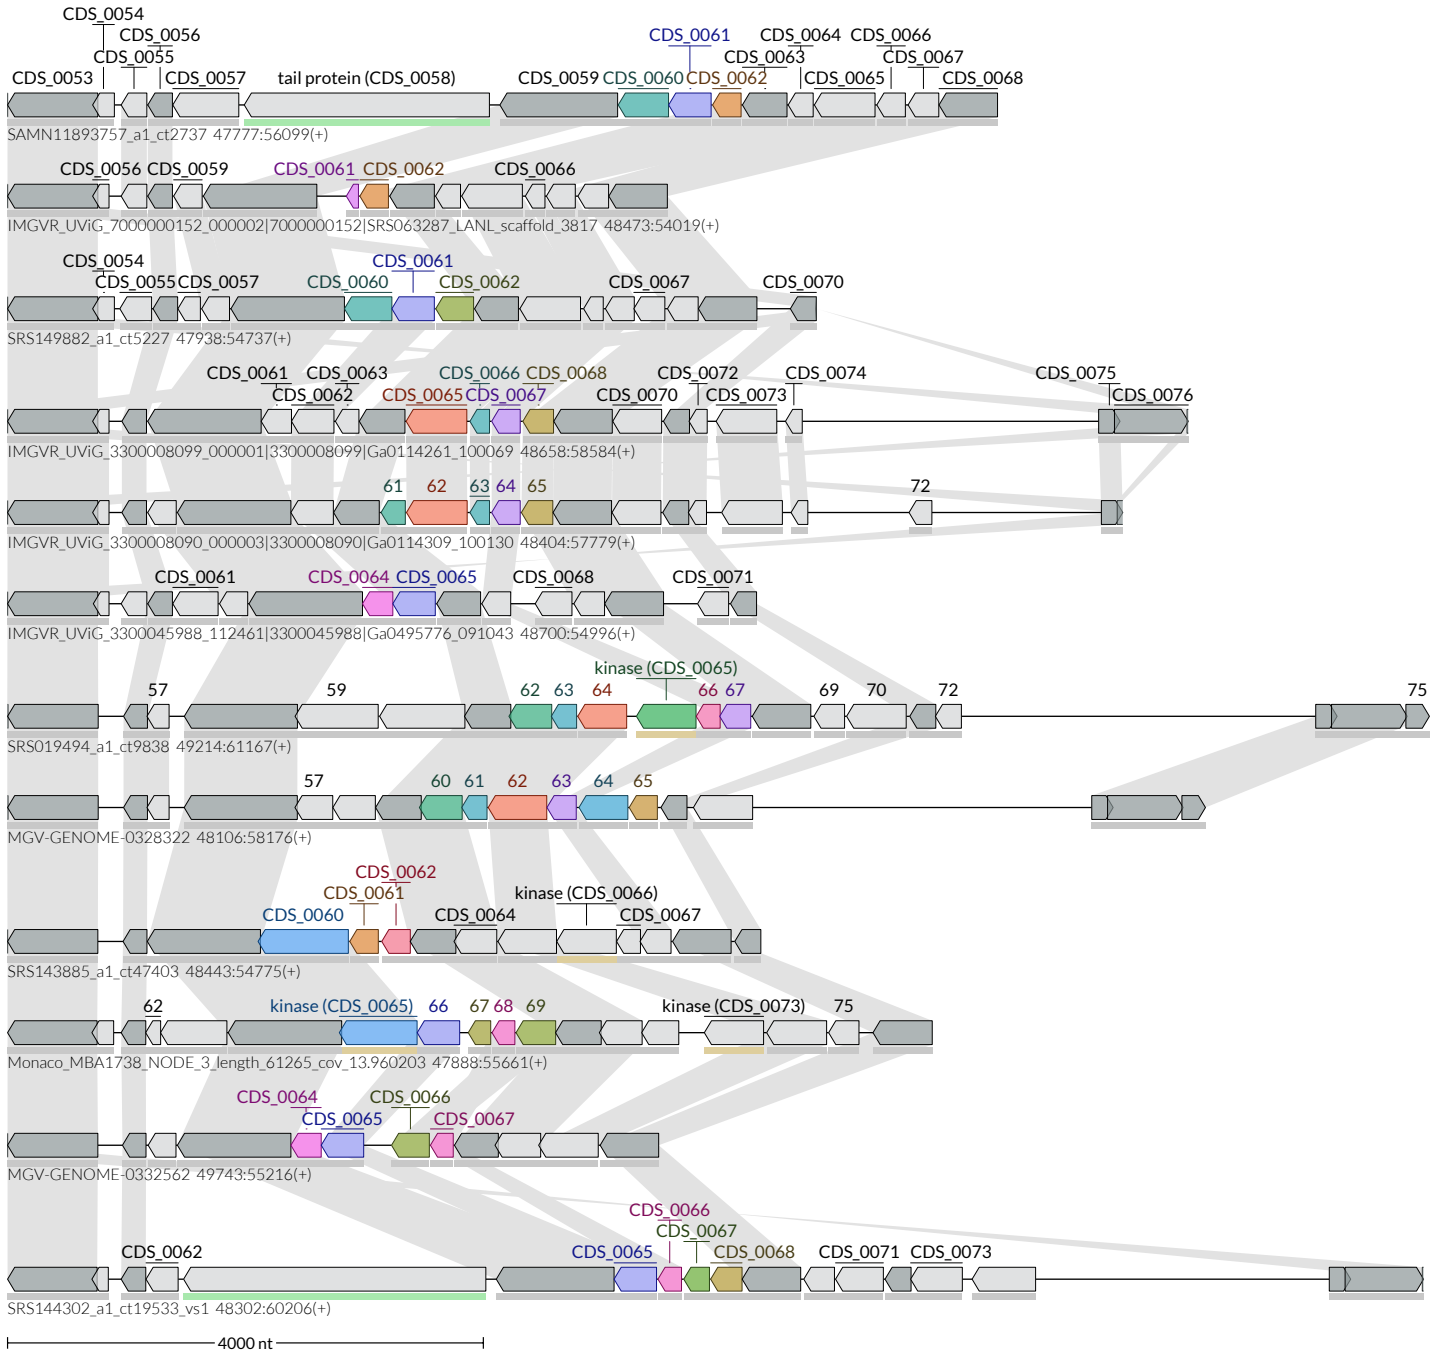 CDS_0054
CDS_0056 CDS_0061 CDS_0064 CDS_0066
CDS_0055 CDS_0063 CDS_0067
CDS_0053 CDS_0057 tail protein (CDS_0058) CDS_0059 CDS_0060 CDS_0062 CDS_0065 CDS_0068
SAMN11893757_a1_ct2737 47777:56099(+)
CDS_0056 CDS_0059 CDS_0061 CDS_0062 CDS_0066
IMGVR_UViG_7000000152_000002|7000000152|SRS063287_LANL_scaffold_3817 48473:54019(+)
CDS_0054 CDS_0061
CDS_0055 CDS_0057 CDS_0060 CDS_0062 CDS_0067 CDS_0070
SRS149882_a1_ct5227 47938:54737(+)
CDS_0061 CDS_0063 CDS_0066 CDS_0068 CDS_0072 CDS_0074 CDS_0075
CDS_0062 CDS_0065 CDS_0067 CDS_0070 CDS_0073 CDS_0076
IMGVR_UViG_3300008099_000001|3300008099|Ga0114261_100069 48658:58584(+)
61 62 63 64 65 72
IMGVR_UViG_3300008090_000003|3300008090|Ga0114309_100130 48404:57779(+)
CDS_0061 CDS_0064 CDS_0065 CDS_0068 CDS_0071
IMGVR_UViG_3300045988_112461|3300045988|Ga0495776_091043 48700:54996(+)
kinase (CDS_0065)
57 59 62 63 64 66 67 69 70 72 75
SRS019494_a1_ct9838 49214:61167(+)
57 60 61 62 63 64 65
MGV-GENOME-0328322 48106:58176(+)
CDS_0062
CDS_0061 kinase (CDS_0066)
CDS_0060 CDS_0064 CDS_0067
SRS143885_a1_ct47403 48443:54775(+)
62 kinase (CDS_0065) 66 67 68 69 kinase (CDS_0073) 75
Monaco_MBA1738_NODE_3_length_61265_cov_13.960203 47888:55661(+)
CDS_0064 CDS_0066
CDS_0065 CDS_0067
MGV-GENOME-0332562 49743:55216(+)
CDS_0066
CDS_0067
CDS_0062 CDS_0065 CDS_0068 CDS_0071 CDS_0073
SRS144302_a1_ct19533_vs1 48302:60206(+)
4000 nt